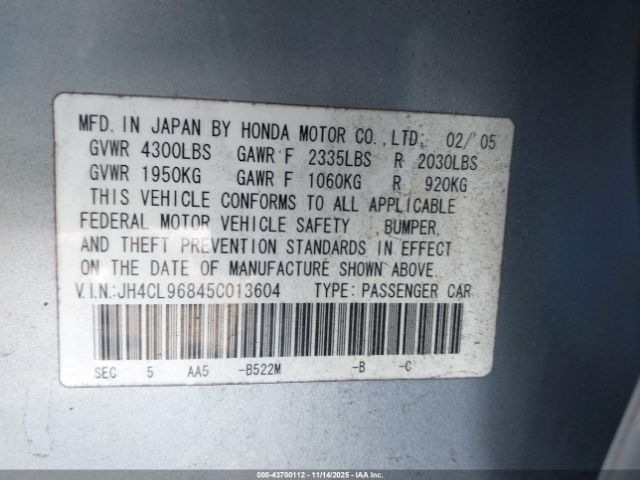 MFD. IN JAPAN BY HONDA MOTOR CO.,LTD. 02/'05
GVWR 4300LBS GAWR F 2335LBS R 2030LBS
GVWR 1950KG GAWR F 1060KG R 920KG
THIS VEHICLE CONFORMS TO ALL APPLICABLE
FEDERAL MOTOR VEHICLE SAFETY ,BUMPER,
AND THEFT PREVENTION STANDARDS IN EFFECT
ON THE DATE OF MANUFACTURE SHOWN ABOVE.
V.I.N.:JH4CL96845C013604 TYPE: PASSENGER CAR
SEC 5 AA5 -B522M -B -C
000-43700112 - 11/14/2025 - IAA Inc.